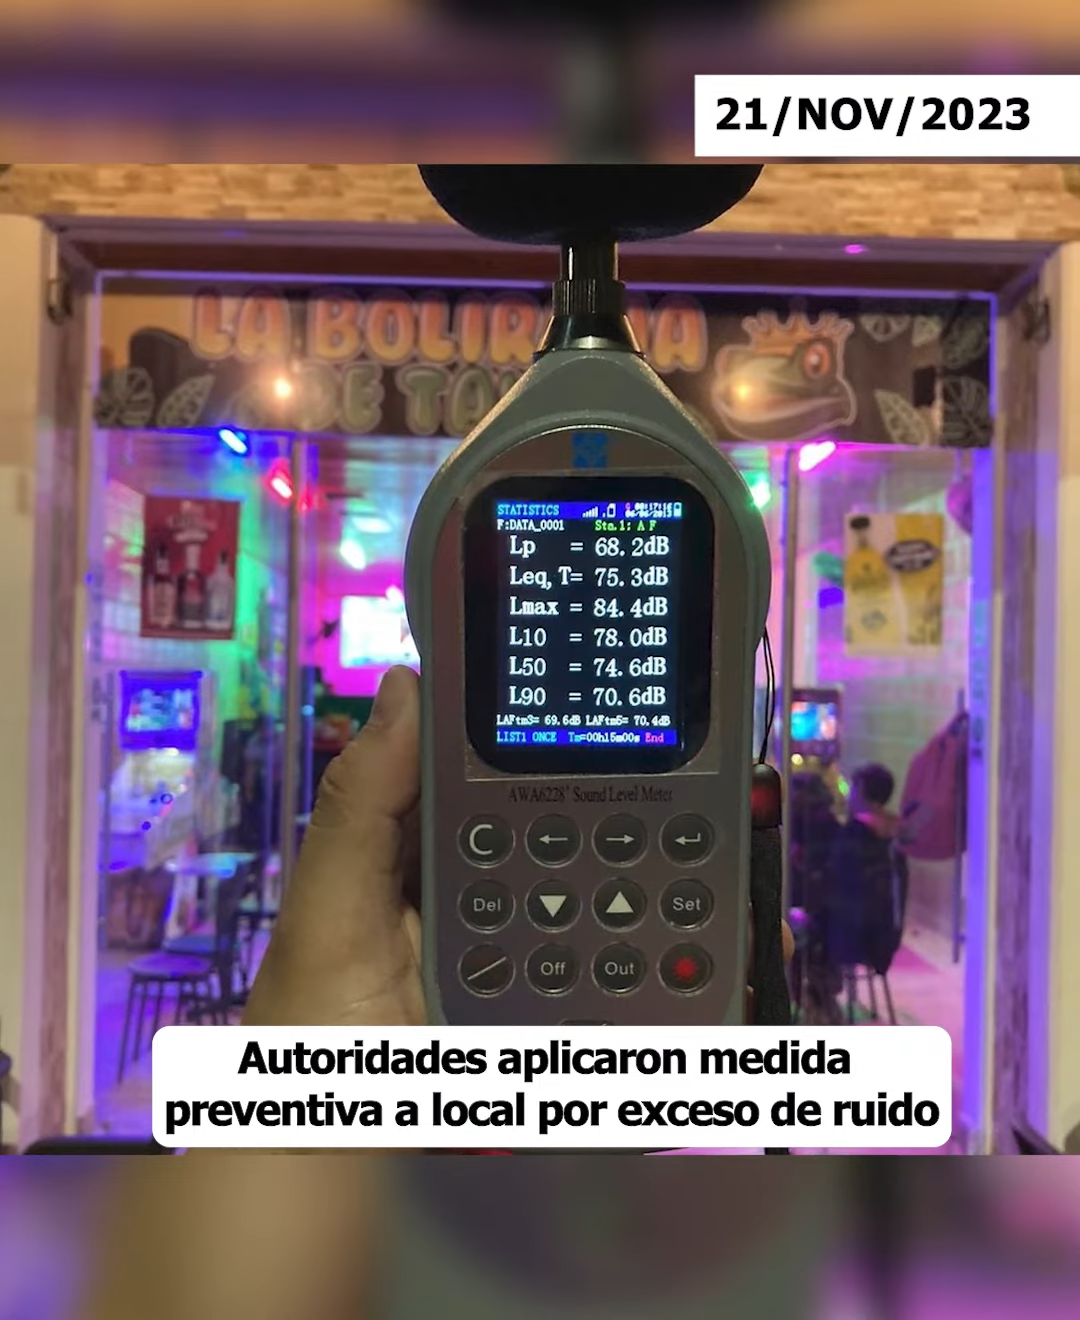 21/NOV/2023
LA
DE
STATISTICS
F:DATA_0001 Sta.1: A F
Lp = 68.2dB
Leq, T= 75.3dB
Lmax = 84.4dB
L10 = 78.0dB
L50 = 74.6dB
L90 = 70.6dB
LAFtm3= 69.6dB LAFtm5= 70.4dB
LIST1 ONCE Tm=00h15m00s End
AWA6228+ Sound Level Meter
C
Del Set
Off Out
Autoridades aplicaron medida
preventiva a local por exceso de ruido